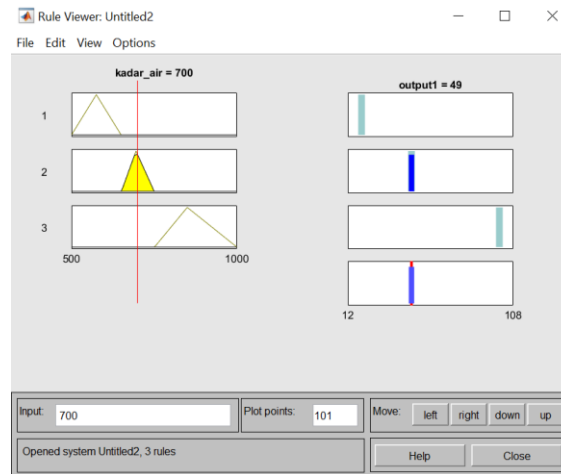 Rule Viewer: Untitled2
File Edit View Options
kadar_air = 700
output1 = 49
1
2
3
500 1000
12 108
Input: 700
Plot points: 101
Move: left right down up
Opened system Untitled2, 3 rules
Help Close